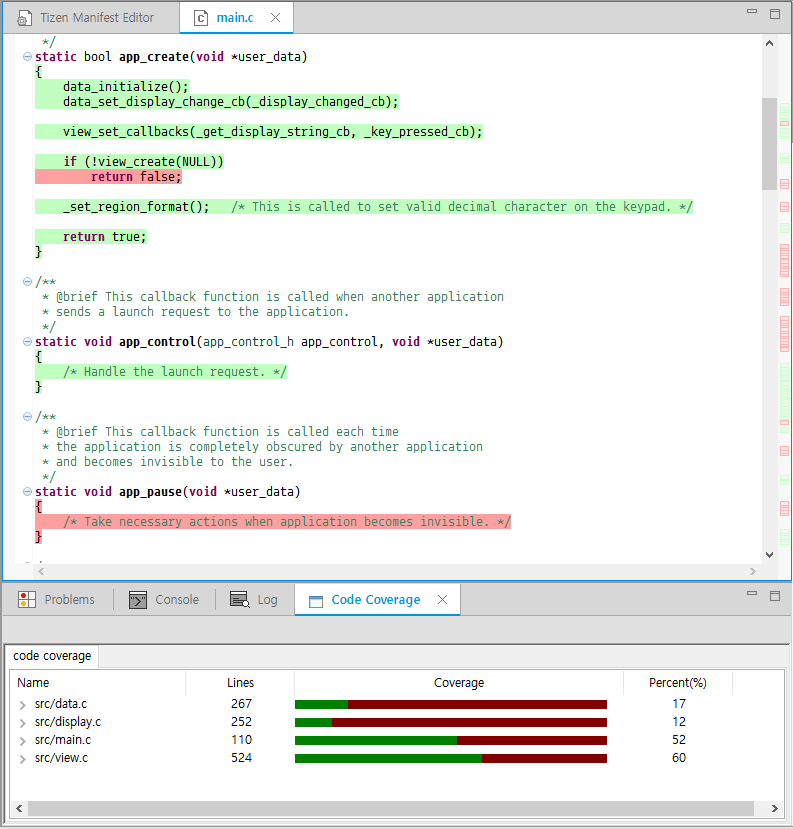 Tizen Manifest Editor
main.c
*/
static bool app_create(void *user_data)
{
data_initialize();
data_set_display_change_cb(_display_changed_cb);
view_set_callbacks(_get_display_string_cb, _key_pressed_cb);
if (!view_create(NULL))
return false;
_set_region_format(); /* This is called to set valid decimal character on the keypad. */
return true;
}
/**
* @brief This callback function is called when another application
* sends a launch request to the application.
*/
static void app_control(app_control_h app_control, void *user_data)
{
/* Handle the launch request. */
}
/**
* @brief This callback function is called each time
* the application is completely obscured by another application
* and becomes invisible to the user.
*/
static void app_pause(void *user_data)
{
/* Take necessary actions when application becomes invisible. */
}
Problems Console Log Code Coverage
code coverage
Name Lines Coverage Percent(%)
src/data.c 267 17
src/display.c 252 12
src/main.c 110 52
src/view.c 524 60